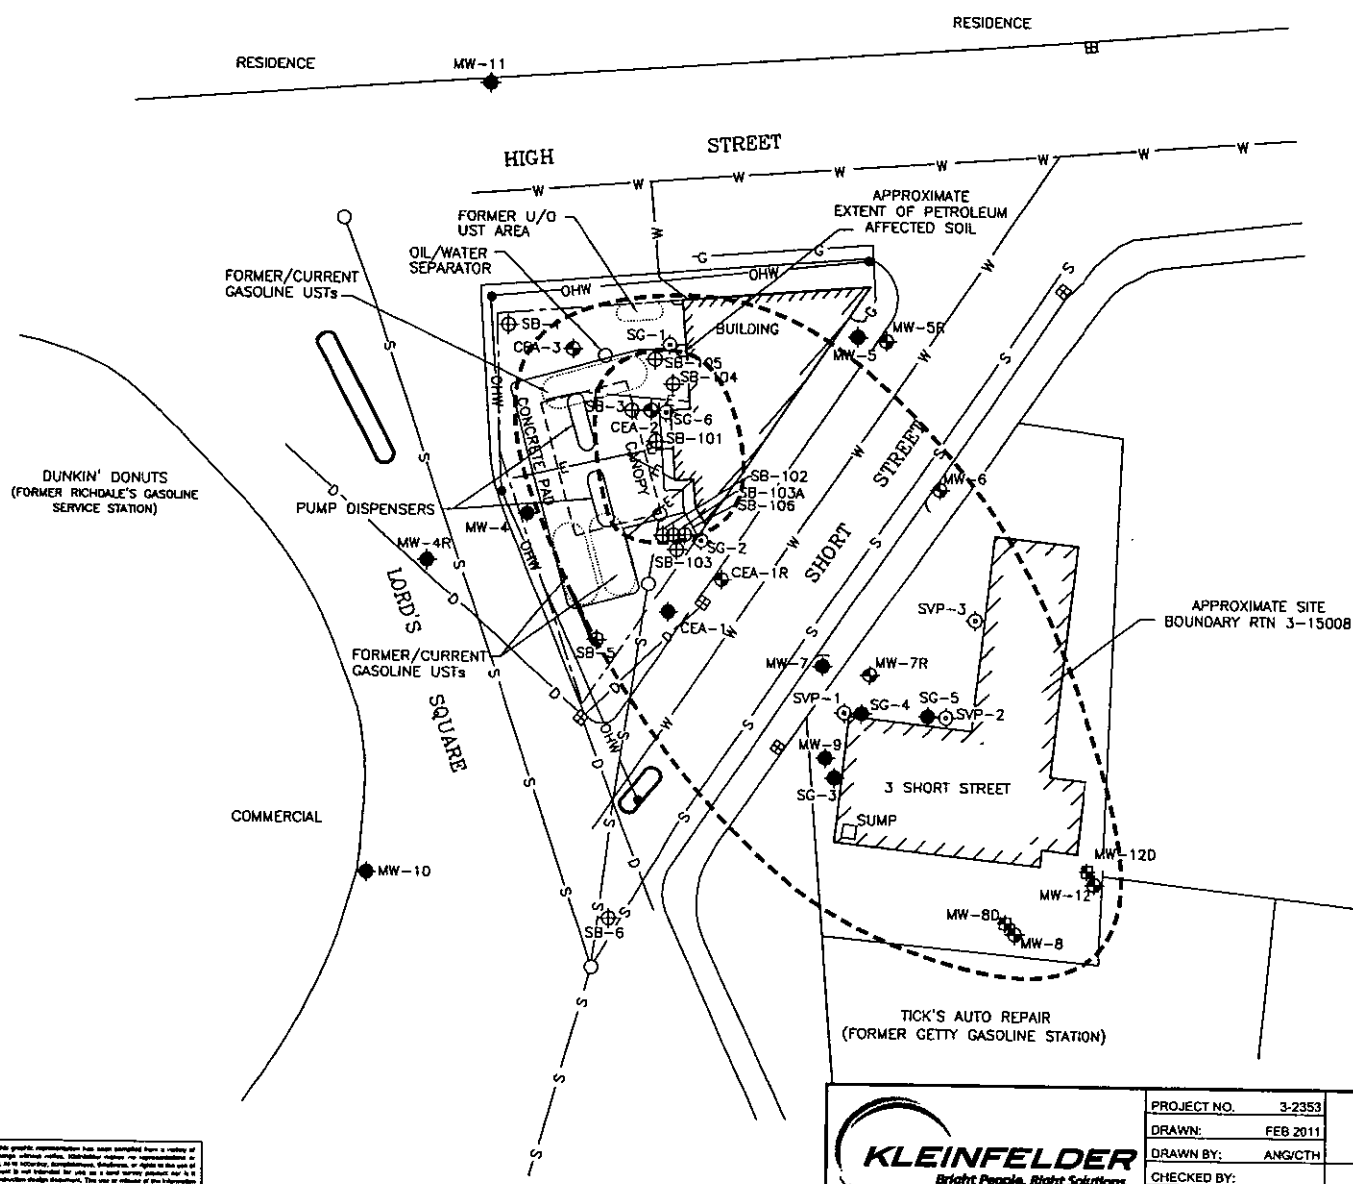 RESIDENCE
RESIDENCE
MW-11
HIGH
STREET
W W W W W W W W
FORMER U/O
UST AREA
APPROXIMATE
EXTENT OF PETROLEUM
AFFECTED SOIL
OIL/WATER
SEPARATOR
FORMER/CURRENT
GASOLINE USTs
W
G G
OHW
OHW
G
SB-
CEA-3
SG-1
BUILDING
MW-5
MW-5R
SB-105
SB-104
OHW
SB-3
CEA-2
SG-6
SB-101
CONCRETE PAD
CANOPY
E
E
SB-102
SB-103A
SB-106
DUNKIN' DONUTS
(FORMER RICHDALE'S GASOLINE
SERVICE STATION)
PUMP DISPENSERS
MW-4
MW-4R
OHW
SB-103
SG-2
CEA-1R
CEA-1
SHORT
STREET
MW-6
LORD'S
SQUARE
SB-5
FORMER/CURRENT
GASOLINE USTs
SVP-3
APPROXIMATE SITE
BOUNDARY RTN 3-15008
MW-7
MW-7R
SVP-1
SG-4
SG-5
SVP-2
OHW
MW-9
SG-3
3 SHORT STREET
SUMP
COMMERCIAL
MW-10
MW-12D
MW-12
MW-8D
MW-8
SB-6
TICK'S AUTO REPAIR
(FORMER GETTY GASOLINE STATION)
KLEINFELDER
Bright People. Right Solutions.
PROJECT NO. 3-2353
DRAWN: FEB 2011
DRAWN BY: ANG/CTH
CHECKED BY: